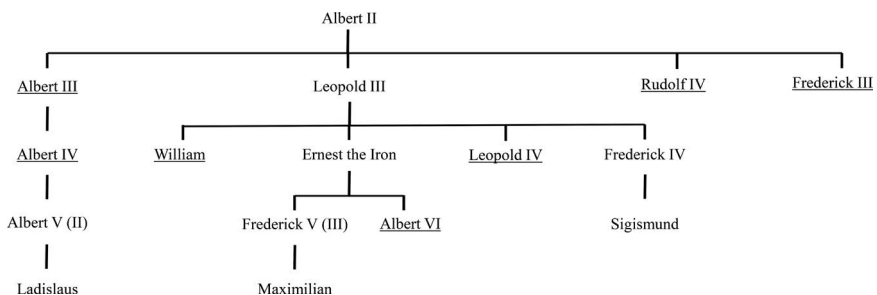 Albert II
Albert III Leopold III Rudolf IV Frederick III
Albert IV William Ernest the Iron Leopold IV Frederick IV
Albert V (II) Frederick V (III) Albert VI Sigismund
Ladislaus Maximilian